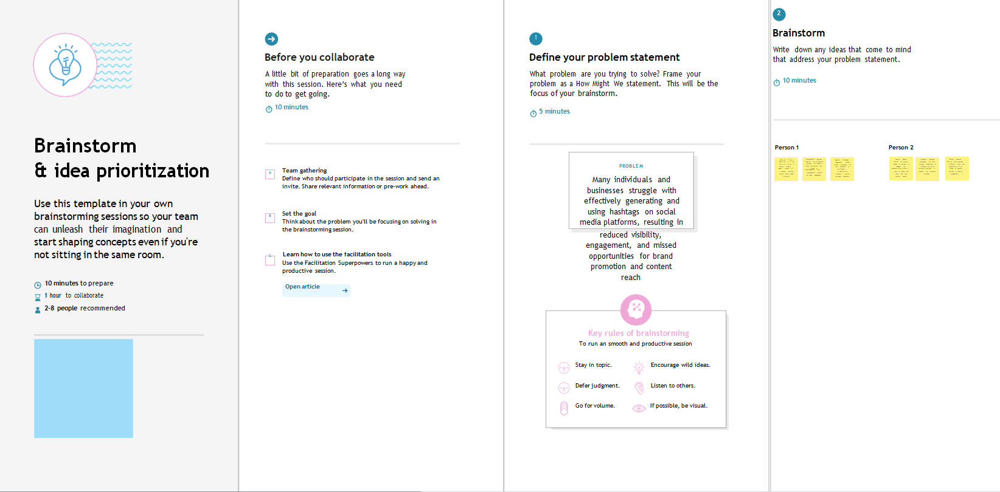 Brainstorm
& idea prioritization
Use this template in your own
brainstorming sessions so your team
can unleash their imagination and
start shaping concepts even if you're
not sitting in the same room.
10 minutes to prepare
1 hour to collaborate
2-8 people recommended
Before you collaborate
A little bit of preparation goes a long way
with this session. Here's what you need
to do to get going.
10 minutes
A
Team gathering
Define who should participate in the session and send an
invite. Share relevant information or pre-work ahead.
B
Set the goal
Think about the problem you'll be focusing on solving in
the brainstorming session.
C
Learn how to use the facilitation tools
Use the Facilitation Superpowers to run a happy and
productive session.
Open article
1
Define your problem statement
What problem are you trying to solve? Frame your
problem as a How Might We statement. This will be the
focus of your brainstorm.
5 minutes
PROBLEM
Many individuals and
businesses struggle with
effectively generating and
using hashtags on social
media platforms, resulting in
reduced visibility,
engagement, and missed
opportunities for brand
promotion and content
reach
Key rules of brainstorming
To run an smooth and productive session
Stay in topic.
Encourage wild ideas.
Defer judgment.
Listen to others.
Go for volume.
If possible, be visual.
2
Brainstorm
Write down any ideas that come to mind
that address your problem statement.
10 minutes
Person 1
Person 2